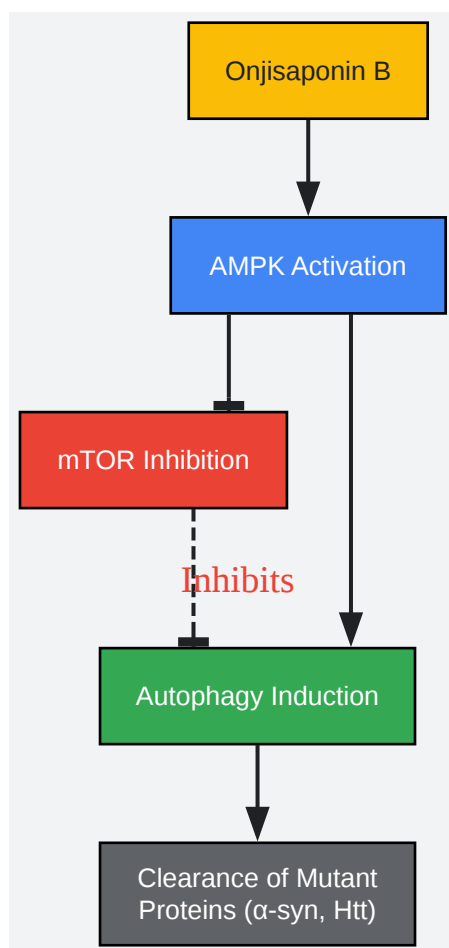 Onjisaponin B
AMPK Activation
mTOR Inhibition
Inhibits
Autophagy Induction
Clearance of Mutant
Proteins (α-syn, Htt)